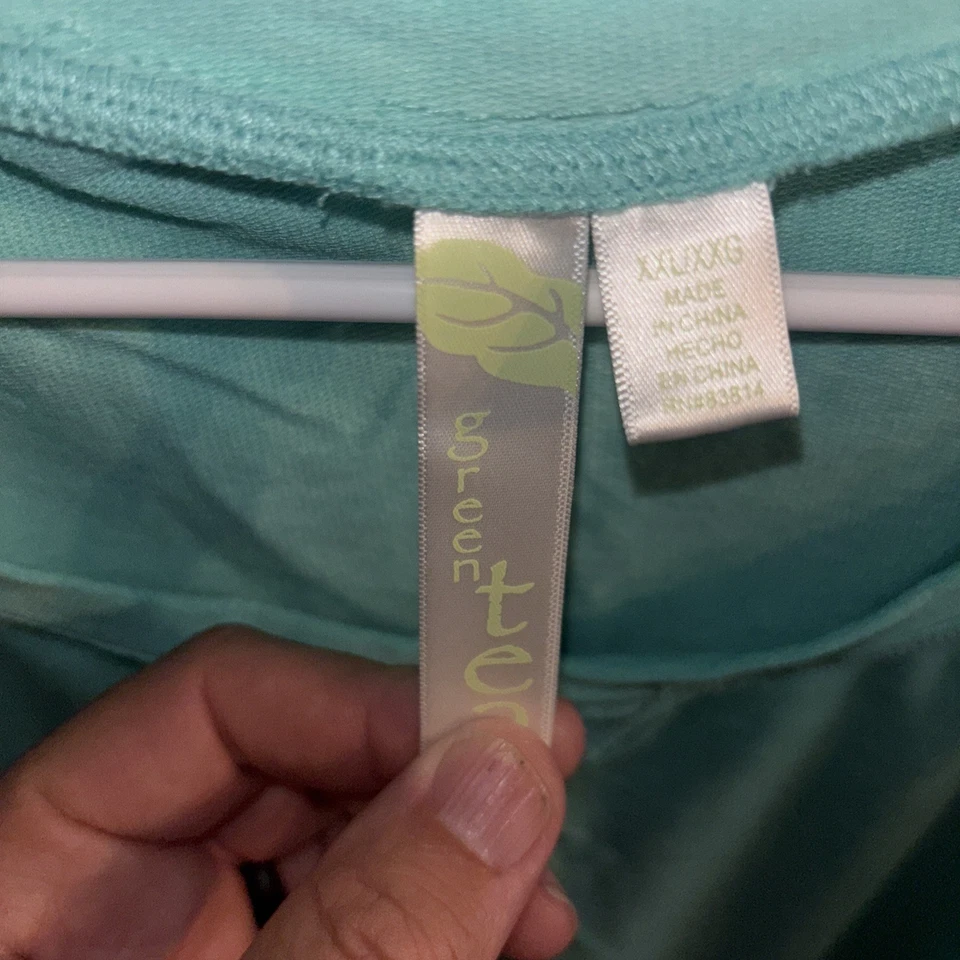 green
te
XXL/XXG
MADE
IN CHINA
HECHO
EN CHINA
RN#83814